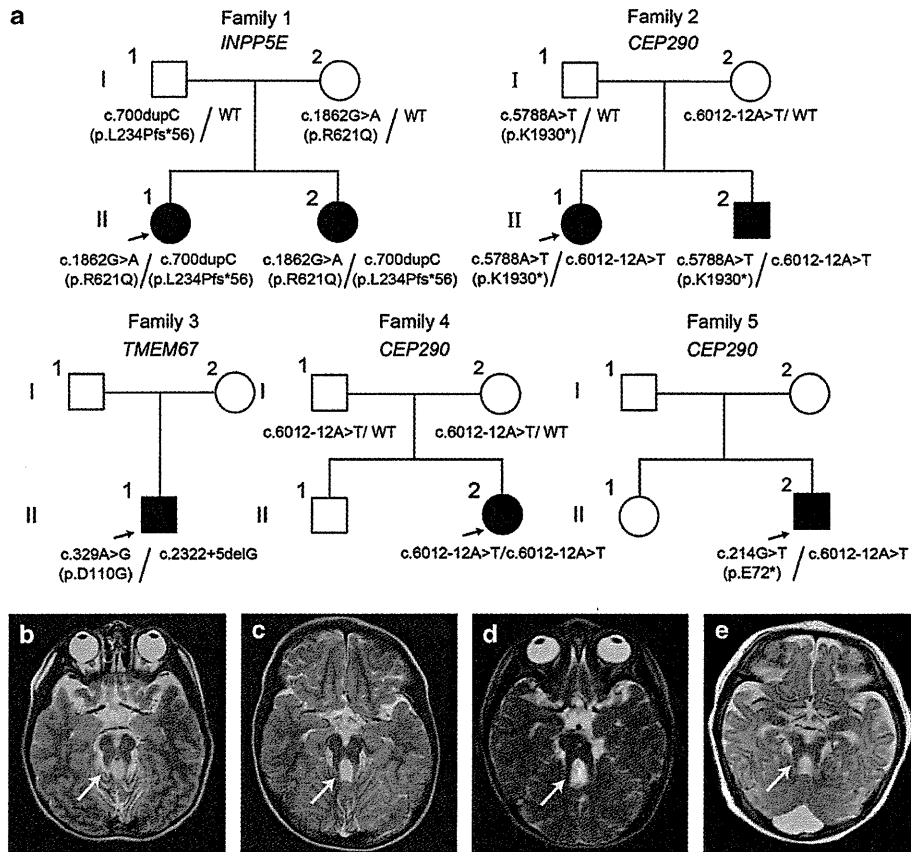 a
Family 1
INPP5E
Family 2
CEP290
1
2
1
2
I
I
c.700dupC
(p.L234Pfs*56) / WT
c.1862G>A
(p.R621Q) / WT
c.5788A>T
(p.K1930*) / WT
c.6012-12A>T/ WT
1
2
1
2
II
II
c.1862G>A
(p.R621Q) / c.700dupC
(p.L234Pfs*56)
c.1862G>A
(p.R621Q) / c.700dupC
(p.L234Pfs*56)
c.5788A>T
(p.K1930*) / c.6012-12A>T
c.5788A>T
(p.K1930*) / c.6012-12A>T
Family 3
TMEM67
Family 4
CEP290
Family 5
CEP290
1
2
1
2
1
2
I
I
I
c.6012-12A>T/ WT
c.6012-12A>T/ WT
1
1
2
1
2
II
II
II
c.329A>G
(p.D110G) / c.2322+5delG
c.6012-12A>T/c.6012-12A>T
c.214G>T
(p.E72*) / c.6012-12A>T
b
c
d
e